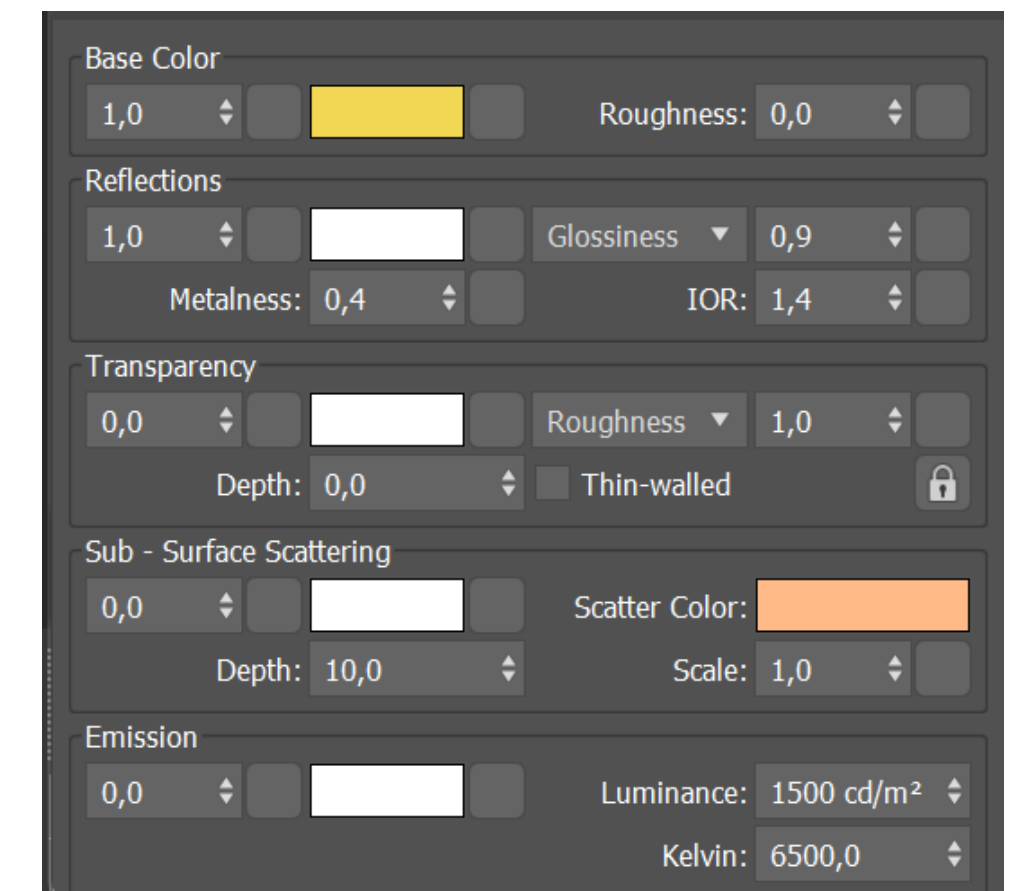 Base Color
1,0 Roughness: 0,0
Reflections
1,0 Glossiness 0,9
Metalness: 0,4 IOR: 1,4
Transparency
0,0 Roughness 1,0
Depth: 0,0 Thin-walled
Sub - Surface Scattering
0,0 Scatter Color:
Depth: 10,0 Scale: 1,0
Emission
0,0 Luminance: 1500 cd/m²
Kelvin: 6500,0